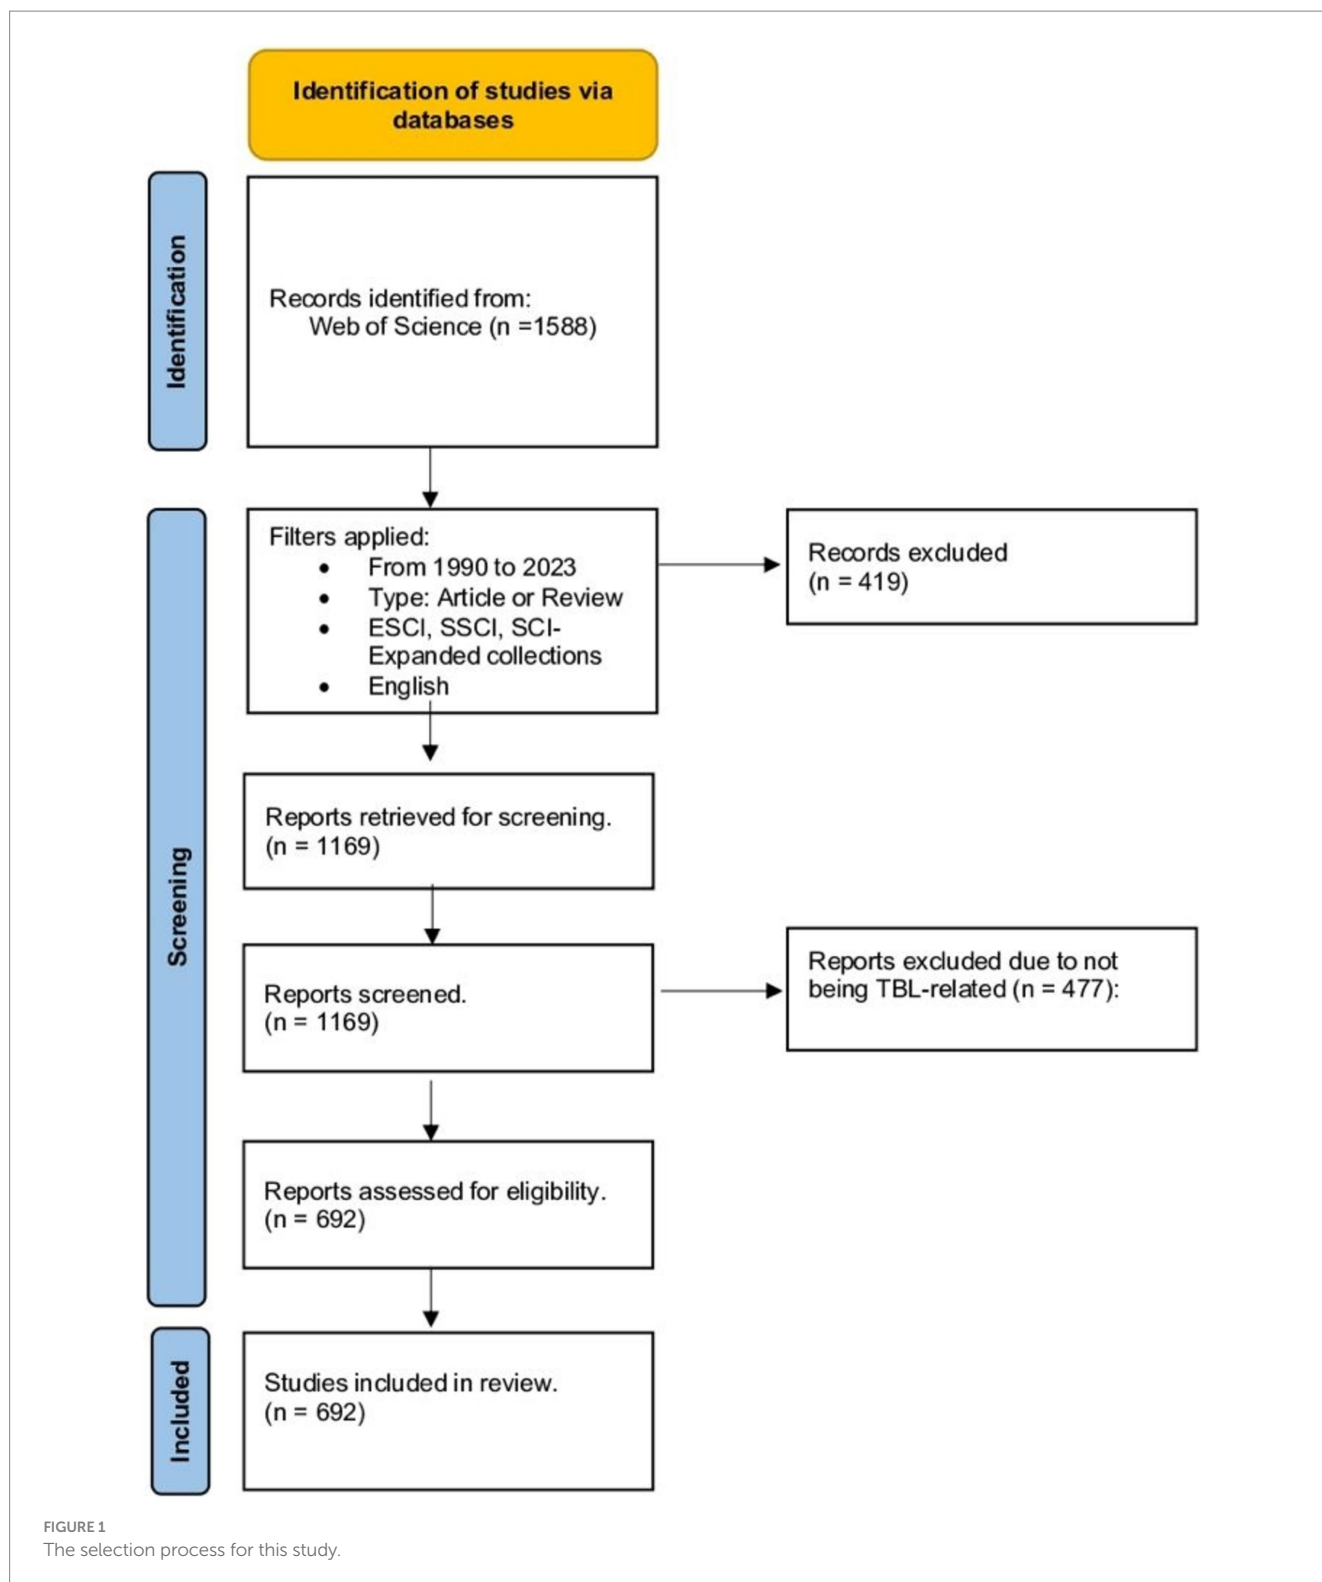 Identification of studies via
databases
Identification
Records identified from:
Web of Science (n =1588)
Screening
Filters applied:
• From 1990 to 2023
• Type: Article or Review
• ESCI, SSCI, SCI-
Expanded collections
• English
Records excluded
(n = 419)
Reports retrieved for screening.
(n = 1169)
Reports screened.
(n = 1169)
Reports excluded due to not
being TBL-related (n = 477):
Reports assessed for eligibility.
(n = 692)
Included
Studies included in review.
(n = 692)
FIGURE 1
The selection process for this study.